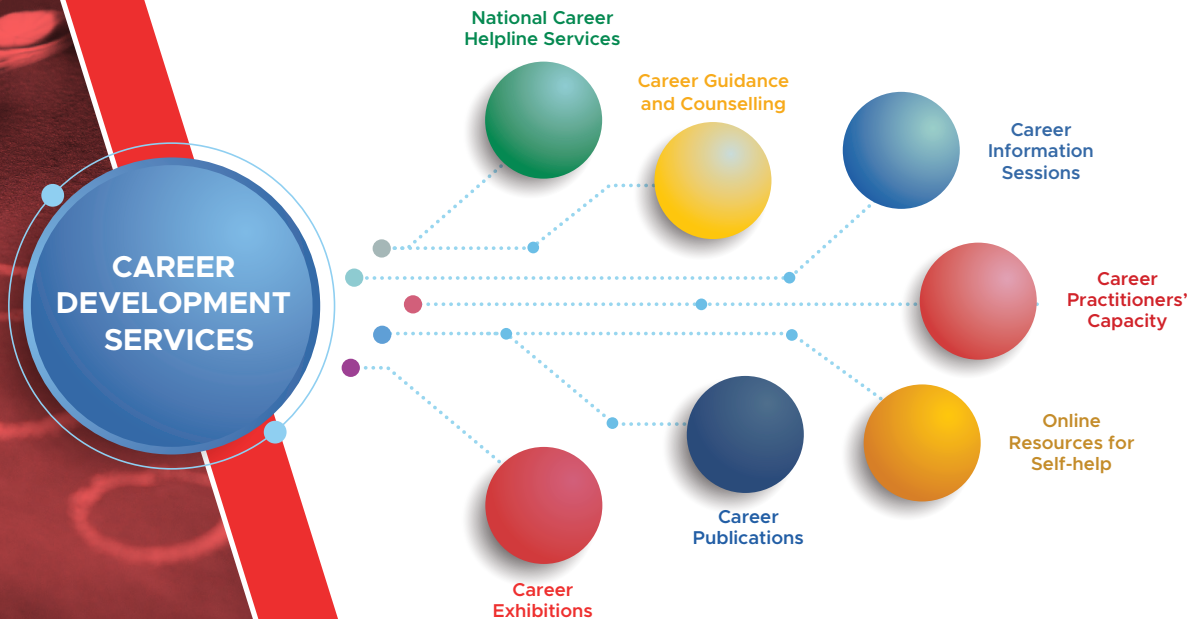 CAREER
DEVELOPMENT
SERVICES
National Career
Helpline Services
Career Guidance
and Counselling
Career
Information
Sessions
Career
Practitioners’
Capacity
Online
Resources for
Self-help
Career
Publications
Career
Exhibitions